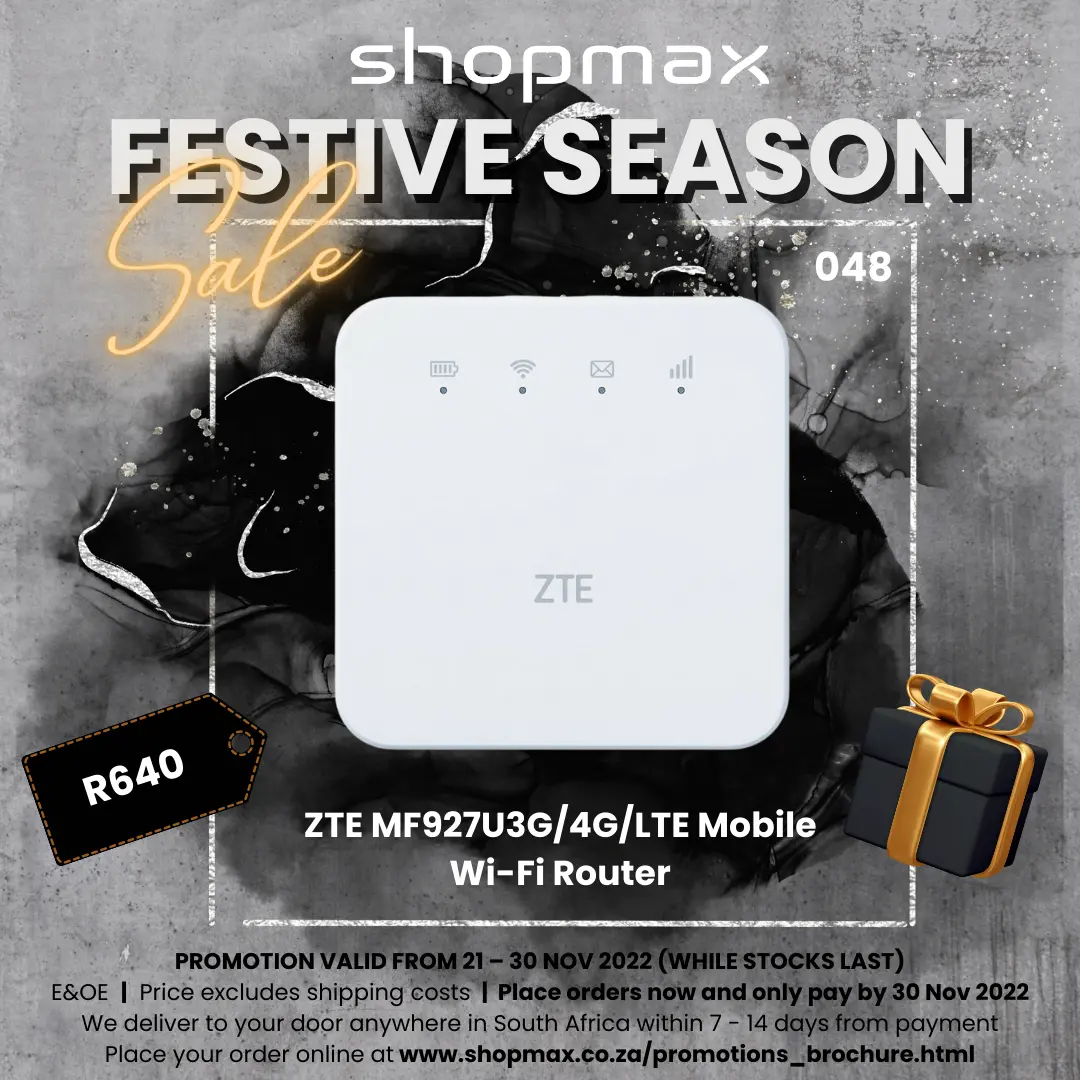 shopmax
FESTIVE SEASON
Sale
048
ZTE
R640
ZTE MF927U3G/4G/LTE Mobile
Wi-Fi Router
PROMOTION VALID FROM 21 – 30 NOV 2022 (WHILE STOCKS LAST)
E&OE | Price excludes shipping costs | Place orders now and only pay by 30 Nov 2022
We deliver to your door anywhere in South Africa within 7 - 14 days from payment
Place your order online at www.shopmax.co.za/promotions_brochure.html